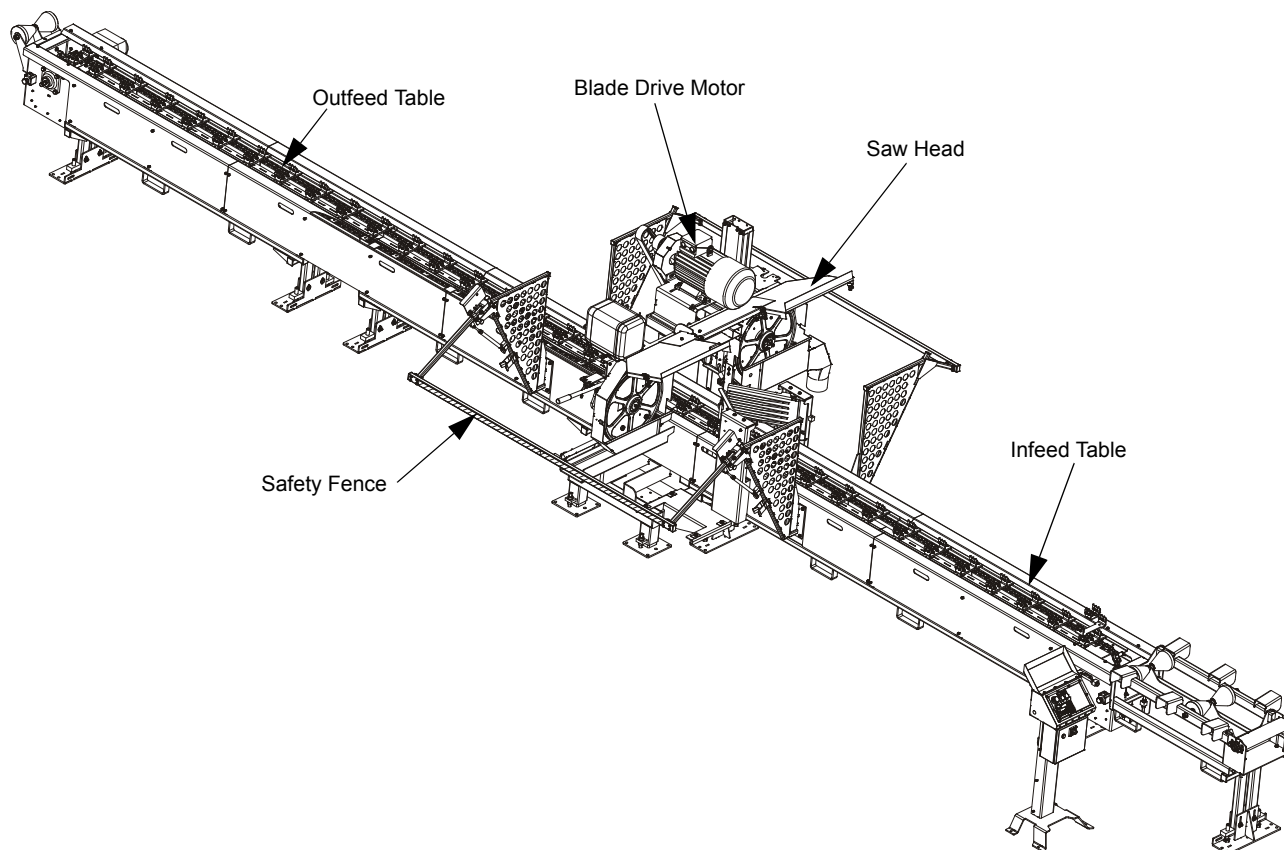 Blade Drive Motor
Outfeed Table
Saw Head
Infeed Table
Safety Fence